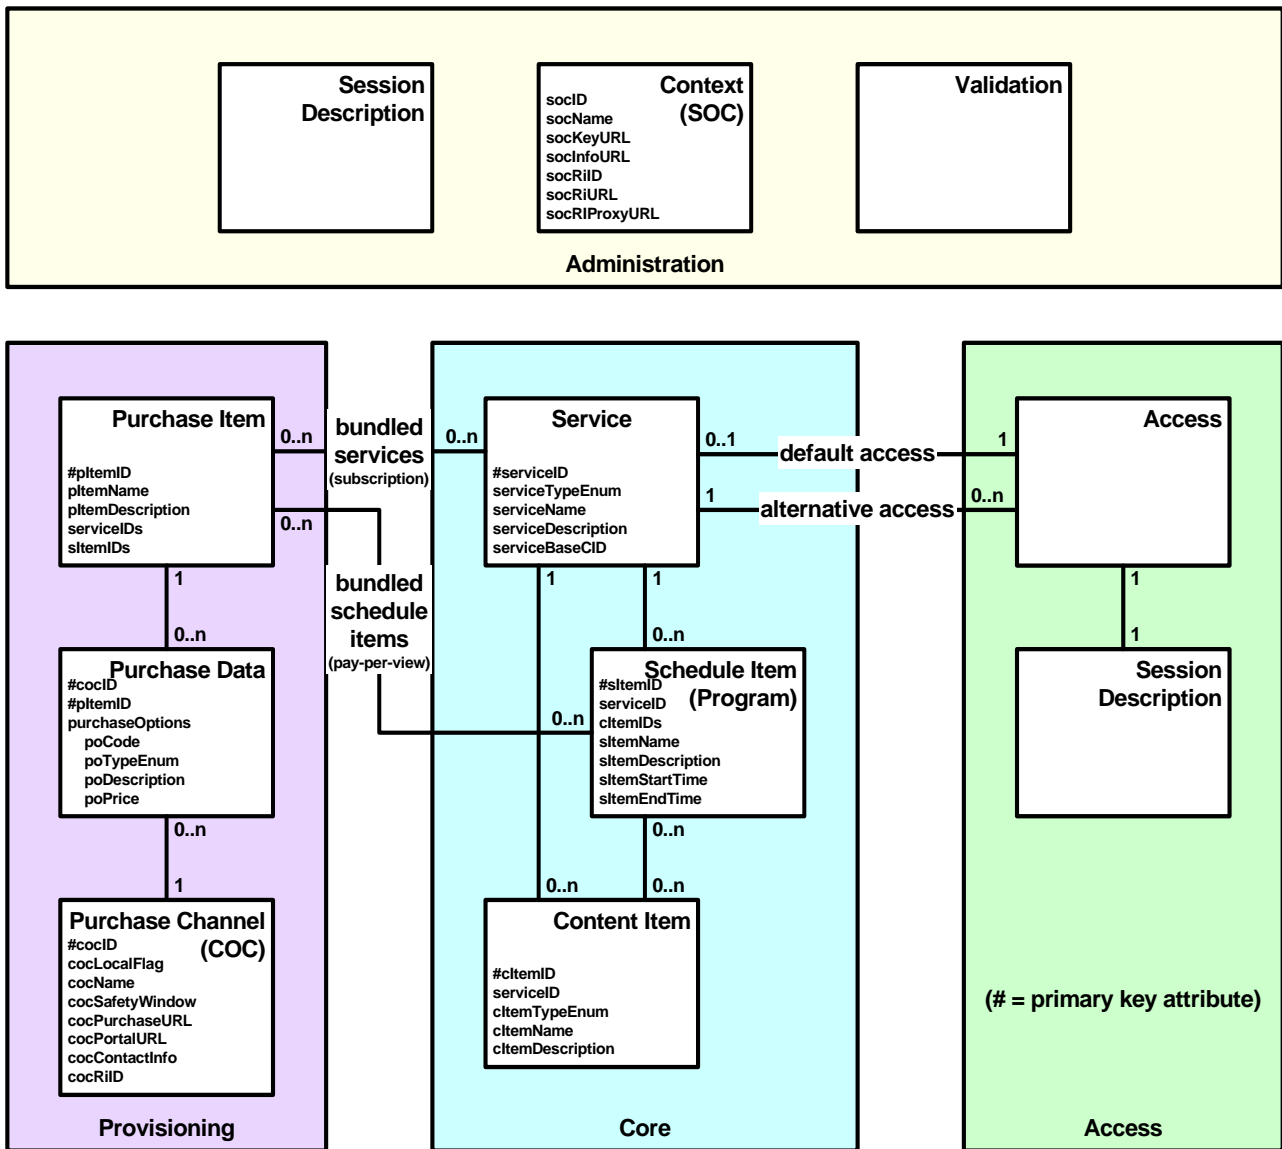 Session
Description
Context
(SOC)
socID
socName
socKeyURL
socInfoURL
socRiID
socRiURL
socRIProxyURL
Validation
Administration
Purchase Item
#pItemID
pItemName
pItemDescription
serviceIDs
sItemIDs
0..n
0..n
bundled
services
(subscription)
0..n
bundled
schedule
items
(pay-per-view)
1
0..n
Purchase Data
#cocID
#pItemID
purchaseOptions
poCode
poTypeEnum
poDescription
poPrice
0..n
1
Purchase Channel
(COC)
#cocID
cocLocalFlag
cocName
cocSafetyWindow
cocPurchaseURL
cocPortalURL
cocContactInfo
cocRiID
Provisioning
Service
#serviceID
serviceTypeEnum
serviceName
serviceDescription
serviceBaseCID
0..1
default access
1
1
alternative access
0..n
1
1
0..n
0..n
Schedule Item
(Program)
#sItemID
serviceID
cItemIDs
sItemName
sItemDescription
sItemStartTime
sItemEndTime
0..n
0..n
0..n
Content Item
#cItemID
serviceID
cItemTypeEnum
cItemName
cItemDescription
Core
Access
1
1
Session
Description
(# = primary key attribute)
Access